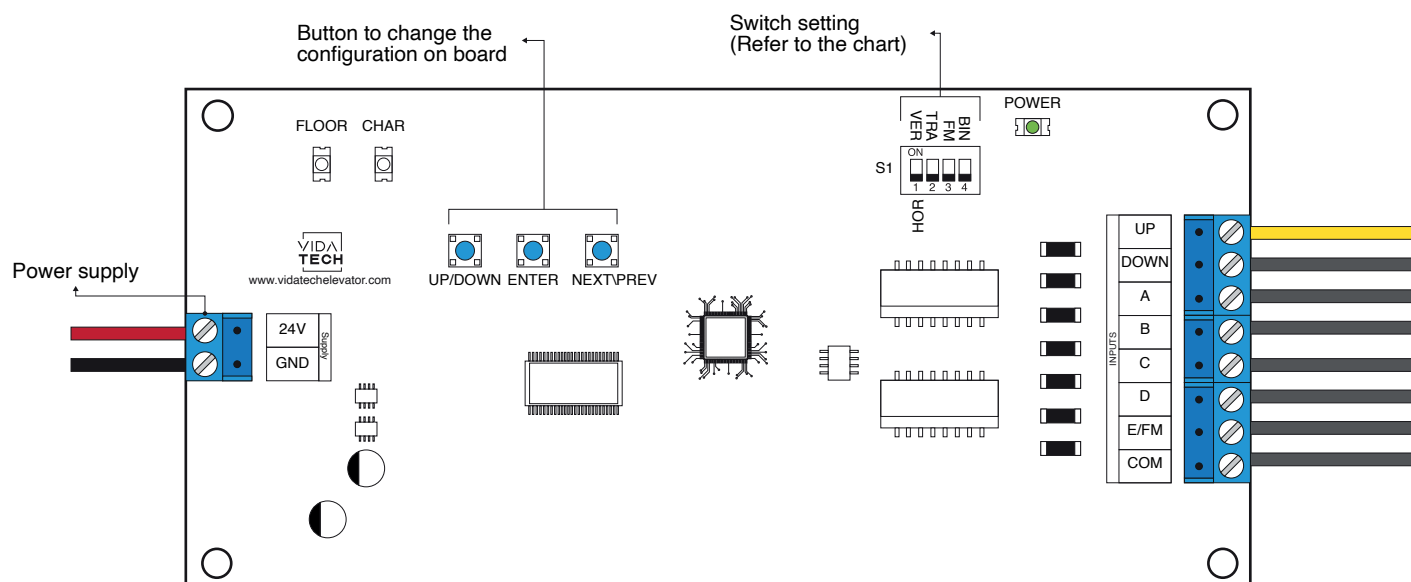 Button to change the
configuration on board
Switch setting
(Refer to the chart)
FLOOR
CHAR
VER
TRA
FM
BIN
POWER
S1
ON
1 2 3 4
HOR
VIDA
TECH
www.vidatechelevator.com
UP/DOWN
ENTER
NEXT\PREV
Power supply
24V
GND
Supply
INPUTS
UP
DOWN
A
B
C
D
E/FM
COM